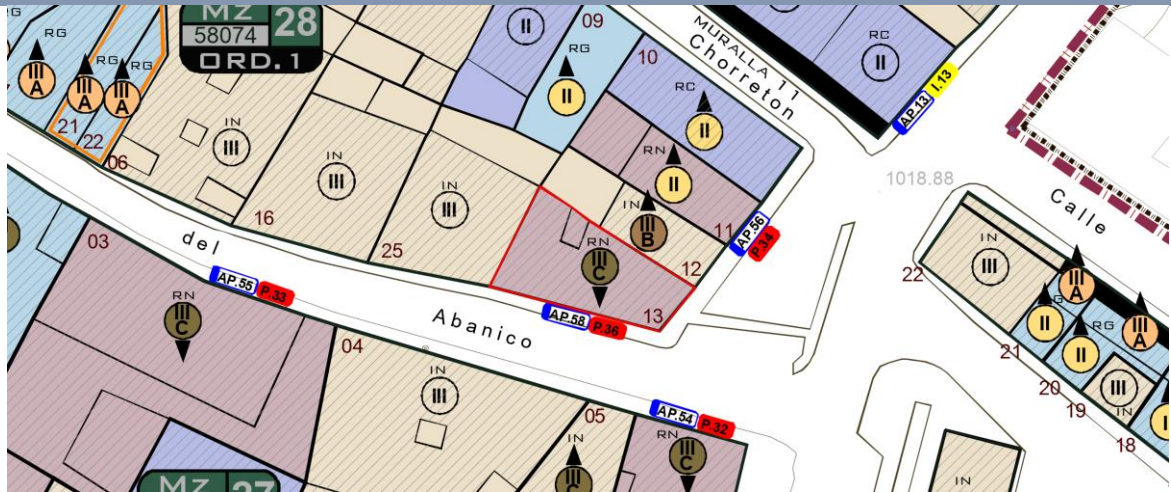 RG
MZ
28
58074
ORD.1
III
A
RG
III
A
RG
III
A
21
22
06
IN
III
16
IN
III
25
II
09
RG
II
10
RC
II
RN
II
11
IN
III
B
12
RN
III
C
13
MURALLA 11
Chorreton
RC
II
AP.13
I.13
1018.88
Calle
AP.56
P.34
AP.58
P.36
del
Abanico
03
RN
III
C
AP.55
P.33
04
IN
III
05
IN
III
C
AP.54
P.32
RN
III
C
MZ
27
22
IN
III
21
RG
II
III
A
20
RG
II
III
A
19
III
IN
18
IN